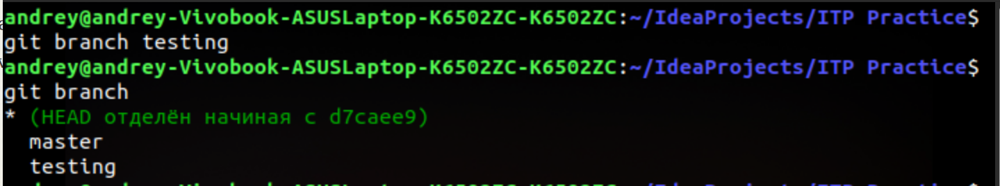 andrey@andrey-Vivobook-ASUSLaptop-K6502ZC-K6502ZC:~/IdeaProjects/ITP Practice$
git branch testing
andrey@andrey-Vivobook-ASUSLaptop-K6502ZC-K6502ZC:~/IdeaProjects/ITP Practice$
git branch
* (HEAD отделён начиная с d7caee9)
master
testing